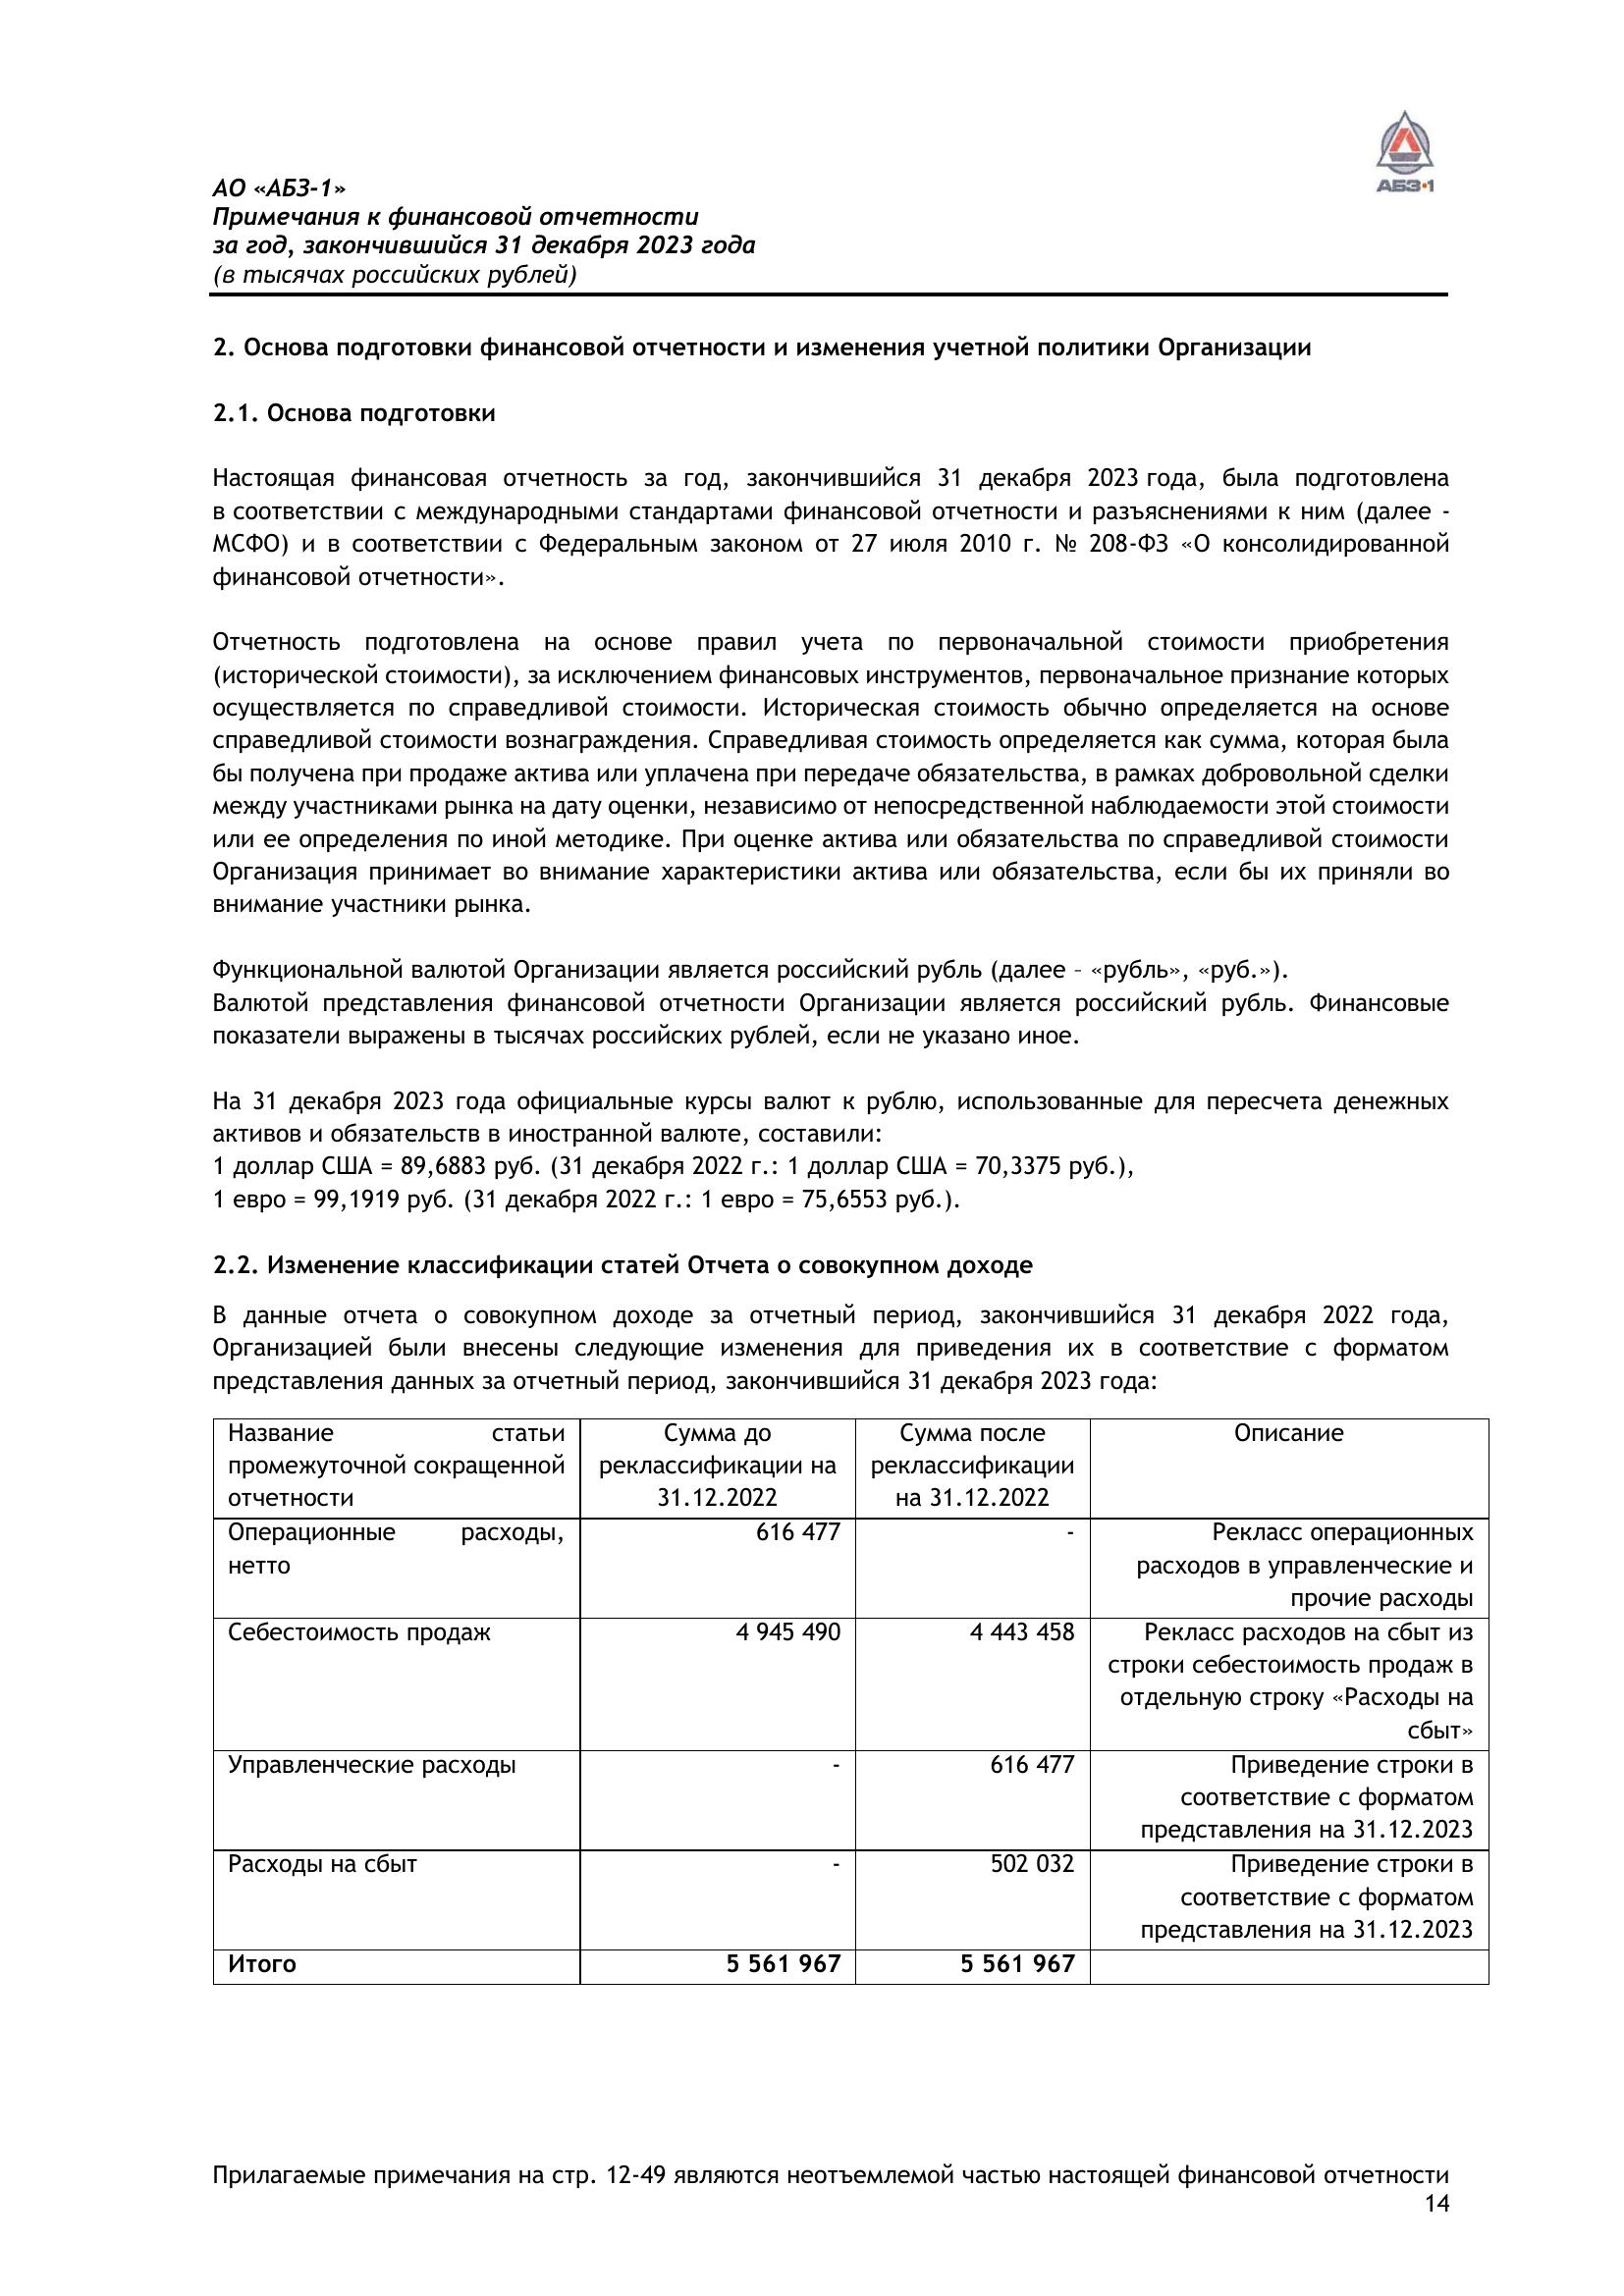 АБЗ•1
АО «АБЗ-1»
Примечания к финансовой отчетности
за год, закончившийся 31 декабря 2023 года
(в тысячах российских рублей)
2. Основа подготовки финансовой отчетности и изменения учетной политики Организации
2.1. Основа подготовки
Настоящая финансовая отчетность за год, закончившийся 31 декабря 2023 года, была подготовлена
в соответствии с международными стандартами финансовой отчетности и разъяснениями к ним (далее -
МСФО) и в соответствии с Федеральным законом от 27 июля 2010 г. № 208-ФЗ «О консолидированной
финансовой отчетности».
Отчетность подготовлена на основе правил учета по первоначальной стоимости приобретения
(исторической стоимости), за исключением финансовых инструментов, первоначальное признание которых
осуществляется по справедливой стоимости. Историческая стоимость обычно определяется на основе
справедливой стоимости вознаграждения. Справедливая стоимость определяется как сумма, которая была
бы получена при продаже актива или уплачена при передаче обязательства, в рамках добровольной сделки
между участниками рынка на дату оценки, независимо от непосредственной наблюдаемости этой стоимости
или ее определения по иной методике. При оценке актива или обязательства по справедливой стоимости
Организация принимает во внимание характеристики актива или обязательства, если бы их приняли во
внимание участники рынка.
Функциональной валютой Организации является российский рубль (далее – «рубль», «руб.»).
Валютой представления финансовой отчетности Организации является российский рубль. Финансовые
показатели выражены в тысячах российских рублей, если не указано иное.
На 31 декабря 2023 года официальные курсы валют к рублю, использованные для пересчета денежных
активов и обязательств в иностранной валюте, составили:
1 доллар США = 89,6883 руб. (31 декабря 2022 г.: 1 доллар США = 70,3375 руб.),
1 евро = 99,1919 руб. (31 декабря 2022 г.: 1 евро = 75,6553 руб.).
2.2. Изменение классификации статей Отчета о совокупном доходе
В данные отчета о совокупном доходе за отчетный период, закончившийся 31 декабря 2022 года,
Организацией были внесены следующие изменения для приведения их в соответствие с форматом
представления данных за отчетный период, закончившийся 31 декабря 2023 года:
Название статьи Сумма до Сумма после Описание
промежуточной сокращенной реклассификации на реклассификации
отчетности 31.12.2022 на 31.12.2022
Операционные расходы, 616 477 - Рекласс операционных
нетто расходов в управленческие и
прочие расходы
Себестоимость продаж 4 945 490 4 443 458 Рекласс расходов на сбыт из
строки себестоимость продаж в
отдельную строку «Расходы на
сбыт»
Управленческие расходы - 616 477 Приведение строки в
соответствие с форматом
представления на 31.12.2023
Расходы на сбыт - 502 032 Приведение строки в
соответствие с форматом
представления на 31.12.2023
Итого 5 561 967 5 561 967
Прилагаемые примечания на стр. 12-49 являются неотъемлемой частью настоящей финансовой отчетности
14